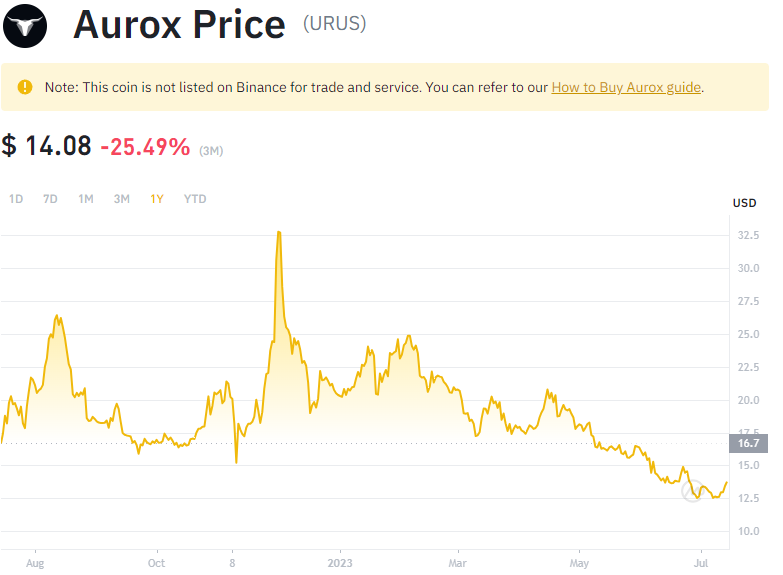 Aurox Price (URUS)
Note: This coin is not listed on Binance for trade and service. You can refer to our How to Buy Aurox guide.
$ 14.08 -25.49% (3M)
1D 7D 1M 3M 1Y YTD
USD
32.5
30.0
27.5
25.0
22.5
20.0
17.5
16.7
15.0
12.5
10.0
Aug Oct 8 2023 Mar May Jul